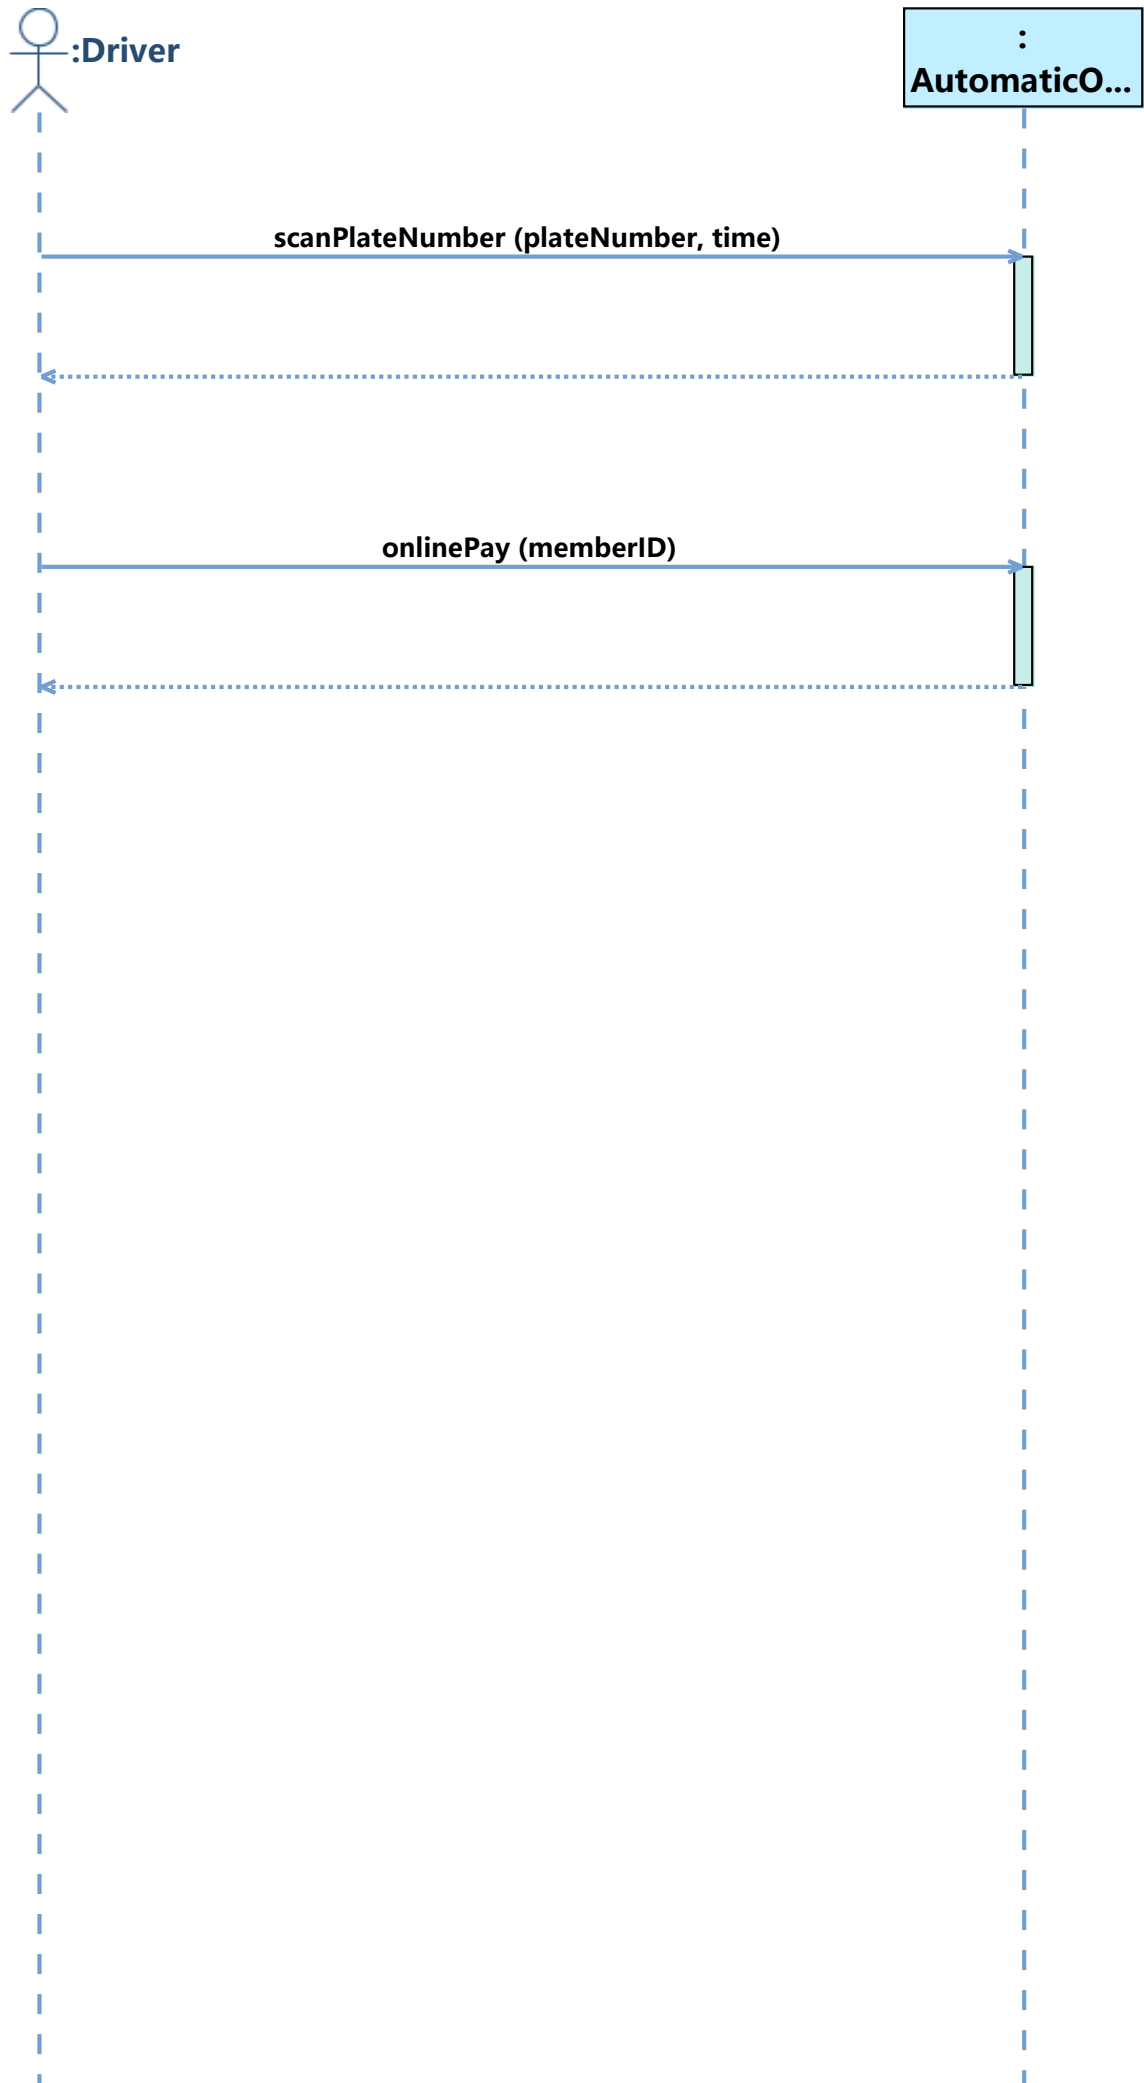 :Driver
:
AutomaticO...
scanPlateNumber (plateNumber, time)
onlinePay (memberID)